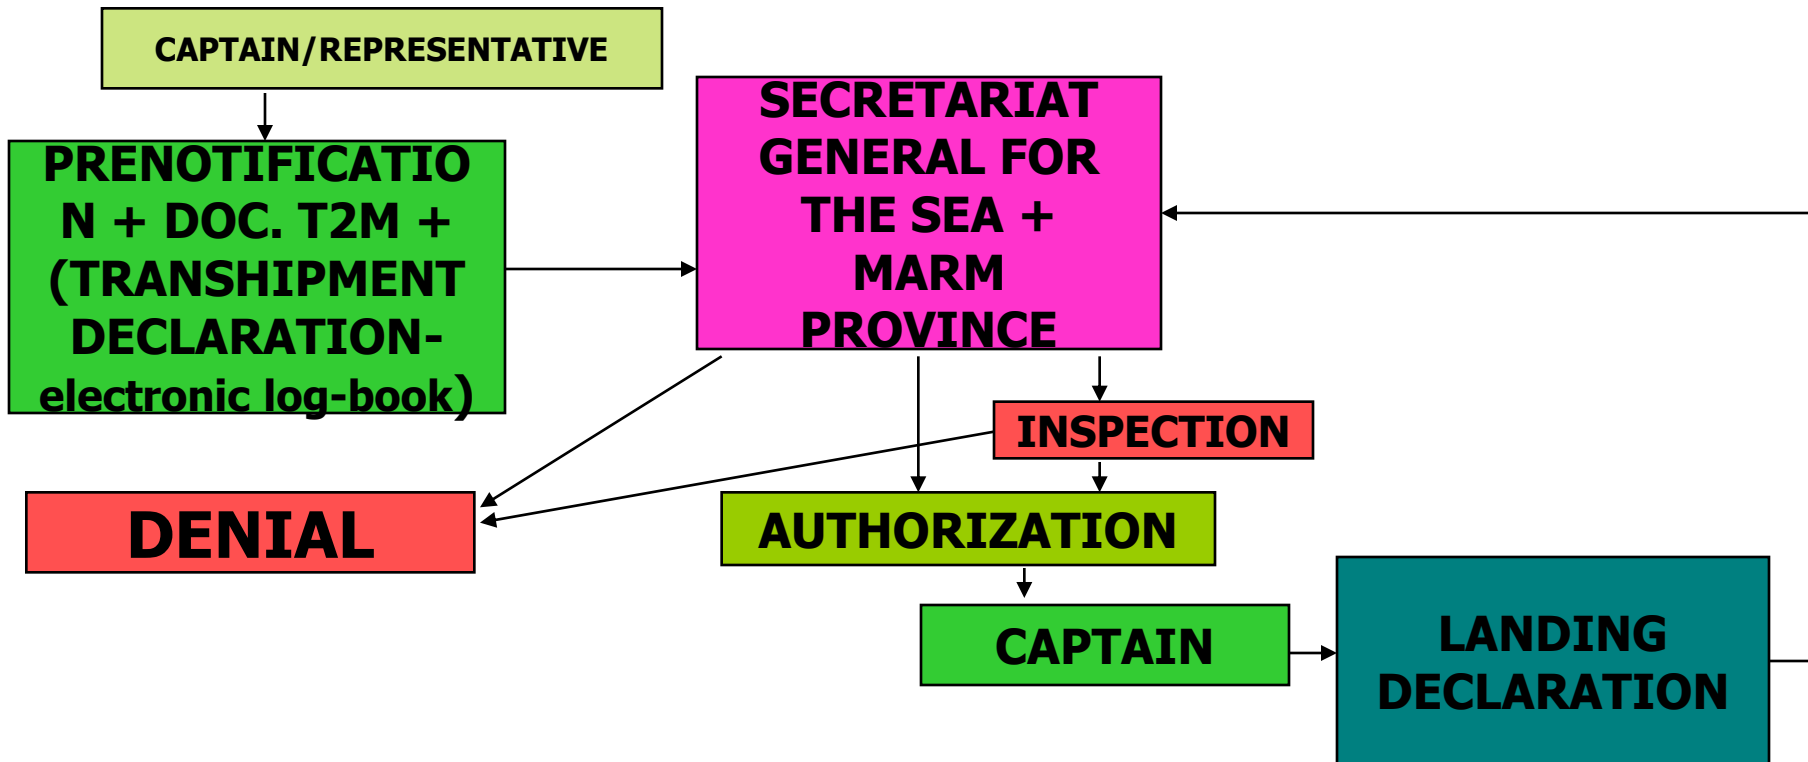 CAPTAIN/REPRESENTATIVE
PRENOTIFICATIO
N + DOC. T2M +
(TRANSHIPMENT
DECLARATION-
electronic log-book)
SECRETARIAT
GENERAL FOR
THE SEA +
MARM
PROVINCE
INSPECTION
DENIAL
AUTHORIZATION
CAPTAIN
LANDING
DECLARATION